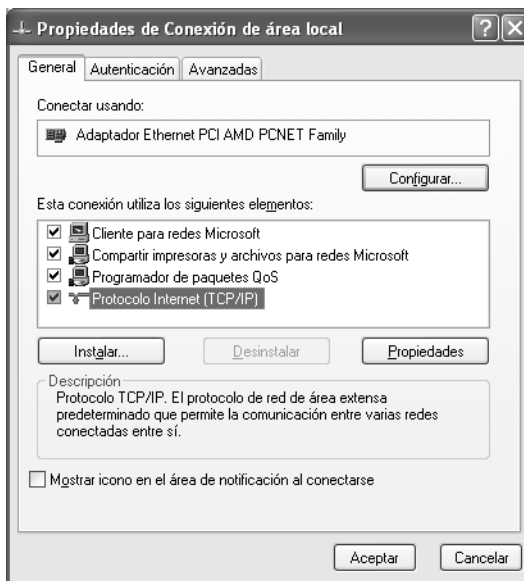 Propiedades de Conexión de área local
General
Autenticación
Avanzadas
Conectar usando:
Adaptador Ethernet PCI AMD PCNET Family
Configurar...
Esta conexión utiliza los siguientes elementos:
Cliente para redes Microsoft
Compartir impresoras y archivos para redes Microsoft
Programador de paquetes QoS
Protocolo Internet (TCP/IP)
Instalar...
Desinstalar
Propiedades
Descripción
Protocolo TCP/IP. El protocolo de red de área extensa
predeterminado que permite la comunicación entre varias redes
conectadas entre sí.
Mostrar icono en el área de notificación al conectarse
Aceptar
Cancelar